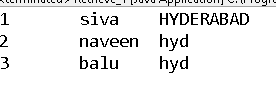 1 siva HYDERABAD
2 naveen hyd
3 balu hyd